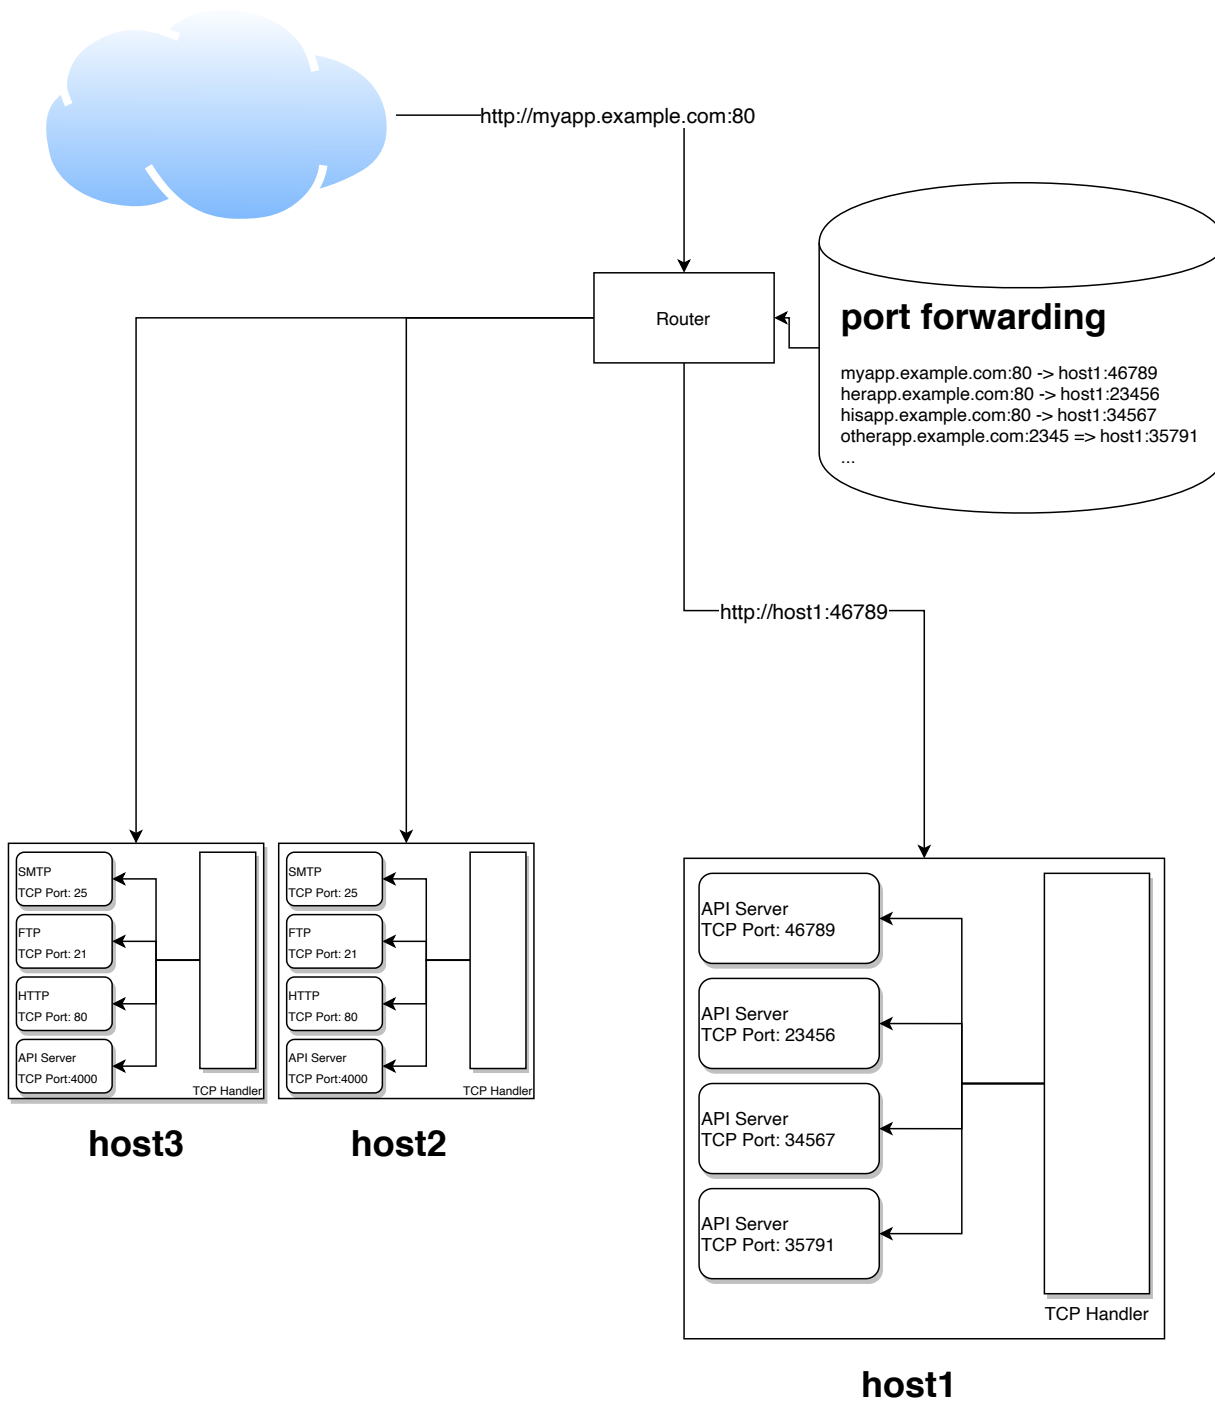 http://myapp.example.com:80
Router
port forwarding
myapp.example.com:80 -> host1:46789
herapp.example.com:80 -> host1:23456
hisapp.example.com:80 -> host1:34567
otherapp.example.com:2345 => host1:35791
...
http://host1:46789
SMTP
TCP Port: 25
FTP
TCP Port: 21
HTTP
TCP Port: 80
API Server
TCP Port:4000
TCP Handler
host3
SMTP
TCP Port: 25
FTP
TCP Port: 21
HTTP
TCP Port: 80
API Server
TCP Port:4000
TCP Handler
host2
API Server
TCP Port: 46789
API Server
TCP Port: 23456
API Server
TCP Port: 34567
API Server
TCP Port: 35791
TCP Handler
host1